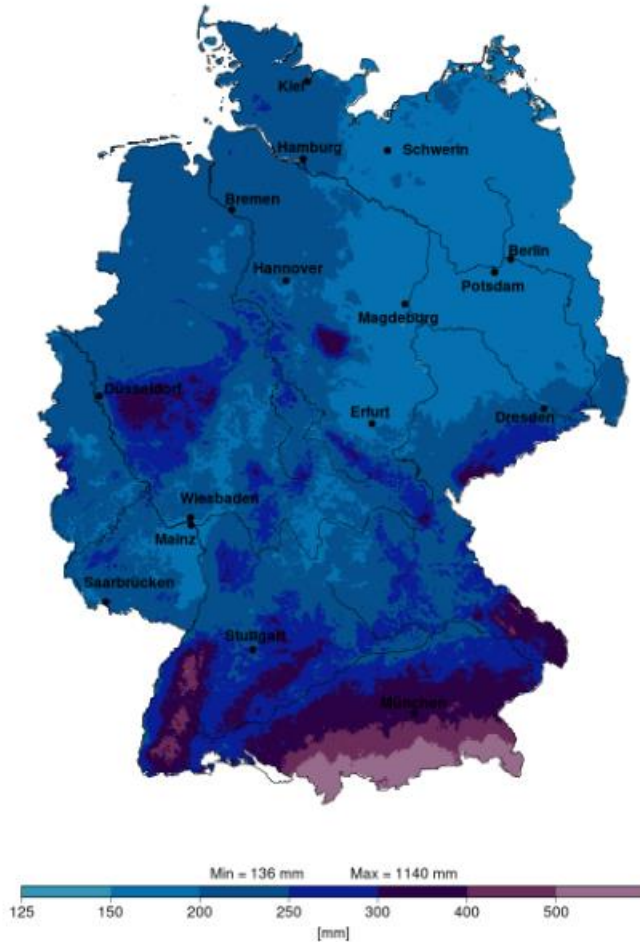 Kiel
Hamburg
Schwerin
Bremen
Berlin
Hannover
Potsdam
Magdeburg
Düsseldorf
Erfurt
Dresden
Wiesbaden
Mainz
Saarbrücken
Stuttgart
München
Min = 136 mm Max = 1140 mm
125 150 200 250 300 400 500
[mm]